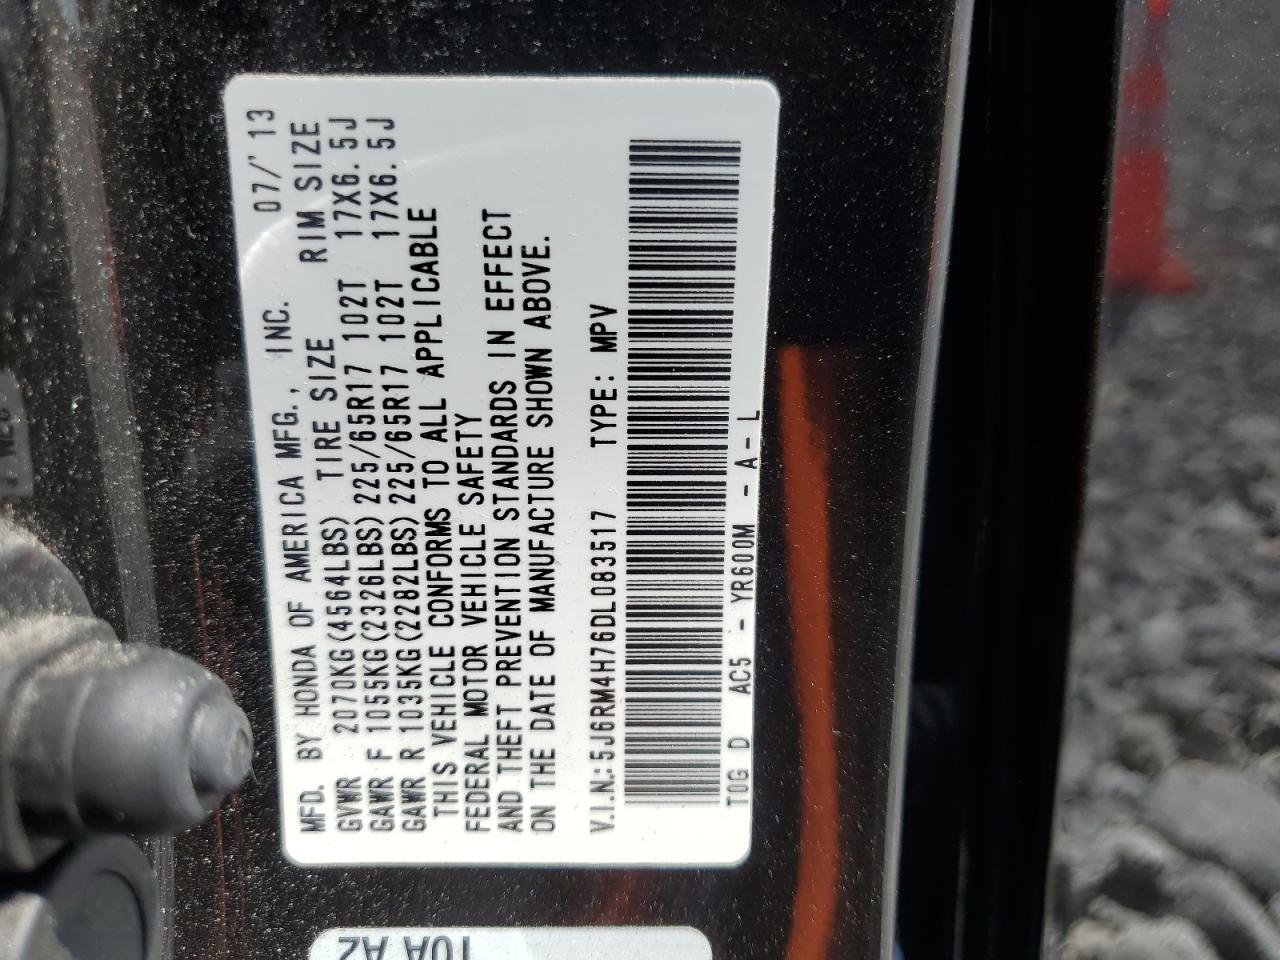 MFD. BY HONDA OF AMERICA MFG., INC. 07/'13
GVWR 2070KG(4564LBS) TIRE SIZE RIM SIZE
GAWR F 1055KG(2326LBS) 225/65R17 102T 17X6.5J
GAWR R 1035KG(2282LBS) 225/65R17 102T 17X6.5J
THIS VEHICLE CONFORMS TO ALL APPLICABLE
FEDERAL MOTOR VEHICLE SAFETY
AND THEFT PREVENTION STANDARDS IN EFFECT
ON THE DATE OF MANUFACTURE SHOWN ABOVE.
V.I.N.: 5J6RM4H76DL083517 TYPE: MPV
TOG D AC5 - YR600M - A - L
10A A2